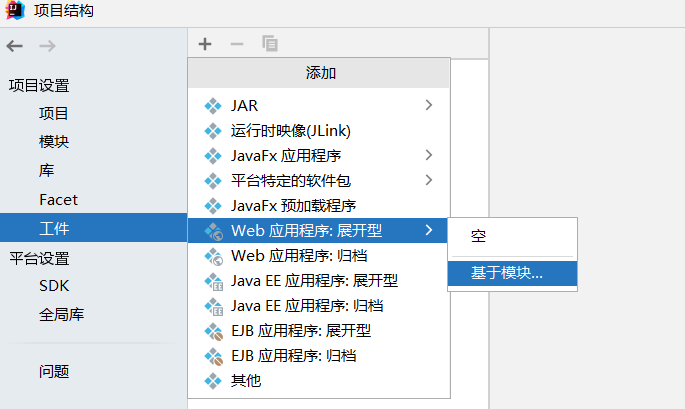 项目结构
项目设置
项目
模块
库
Facet
工件
平台设置
SDK
全局库
问题
添加
JAR
运行时映像(JLink)
JavaFx 应用程序
平台特定的软件包
JavaFx 预加载程序
Web 应用程序: 展开型
Web 应用程序: 归档
Java EE 应用程序: 展开型
Java EE 应用程序: 归档
EJB 应用程序: 展开型
EJB 应用程序: 归档
其他
空
基于模块...